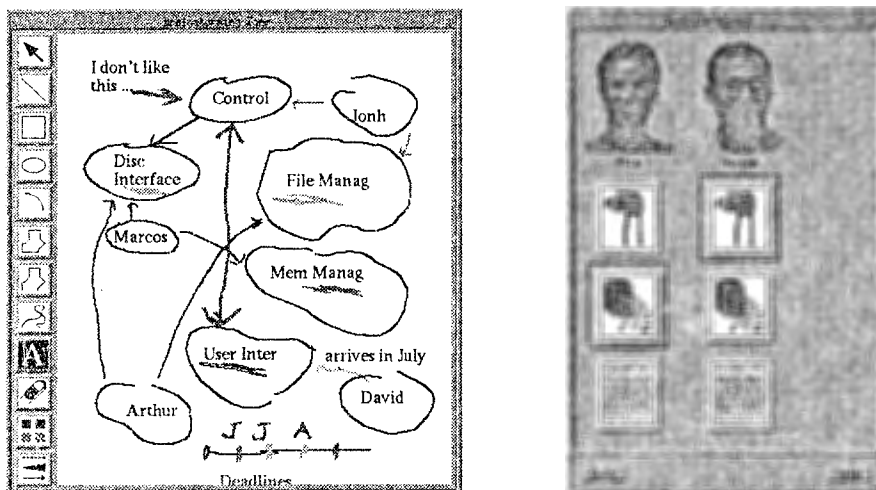 I don't like
this ...
Control
Jonh
Disc
Interface
File Manag
Marcos
Mem Manag
User Inter
arrives in July
Arthur
David
J J A
Deadlines
A